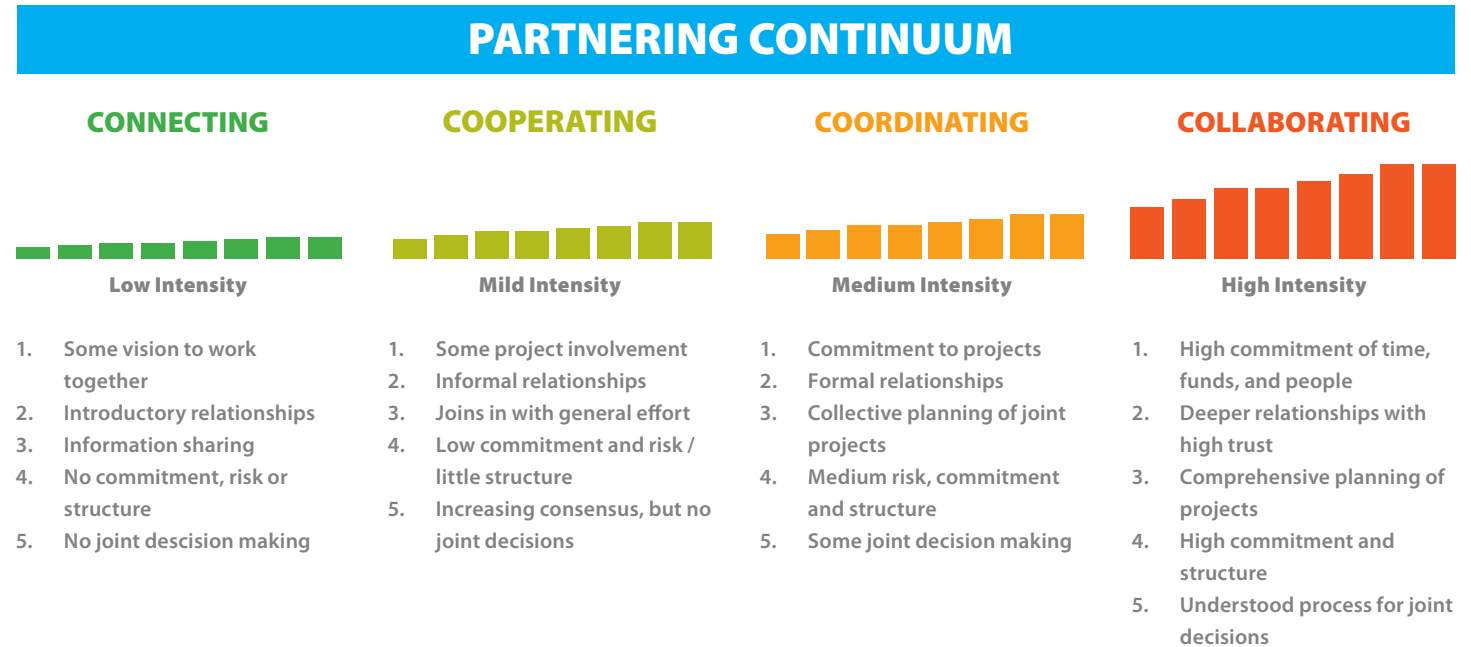 PARTNERING CONTINUUM
CONNECTING
Low Intensity
1. Some vision to work
together
2. Introductory relationships
3. Information sharing
4. No commitment, risk or
structure
5. No joint descision making
COOPERATING
Mild Intensity
1. Some project involvement
2. Informal relationships
3. Joins in with general effort
4. Low commitment and risk /
little structure
5. Increasing consensus, but no
joint decisions
COORDINATING
Medium Intensity
1. Commitment to projects
2. Formal relationships
3. Collective planning of joint
projects
4. Medium risk, commitment
and structure
5. Some joint decision making
COLLABORATING
High Intensity
1. High commitment of time,
funds, and people
2. Deeper relationships with
high trust
3. Comprehensive planning of
projects
4. High commitment and
structure
5. Understood process for joint
decisions